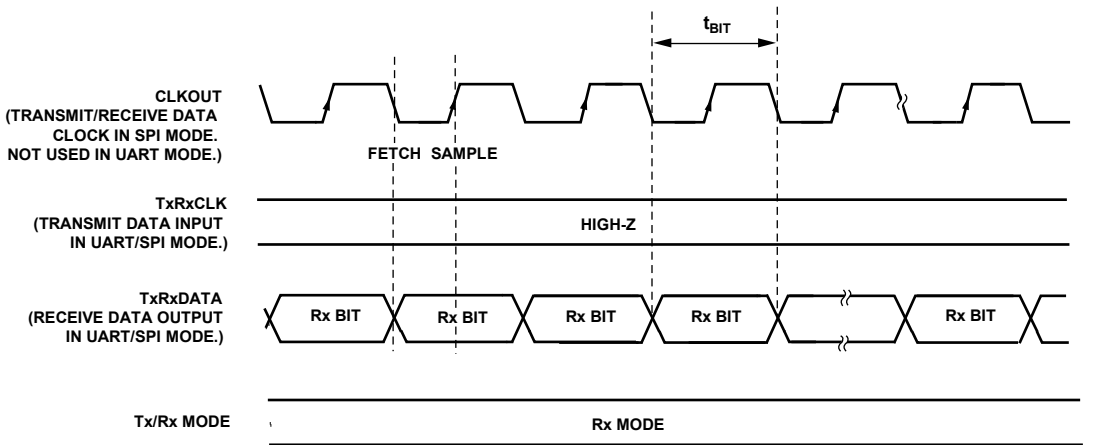 tBIT
CLKOUT
(TRANSMIT/RECEIVE DATA
CLOCK IN SPI MODE.
NOT USED IN UART MODE.)
FETCH SAMPLE
TxRxCLK
(TRANSMIT DATA INPUT
IN UART/SPI MODE.)
HIGH-Z
TxRxDATA
(RECEIVE DATA OUTPUT
IN UART/SPI MODE.)
Rx BIT Rx BIT Rx BIT Rx BIT Rx BIT
Tx/Rx MODE
Rx MODE